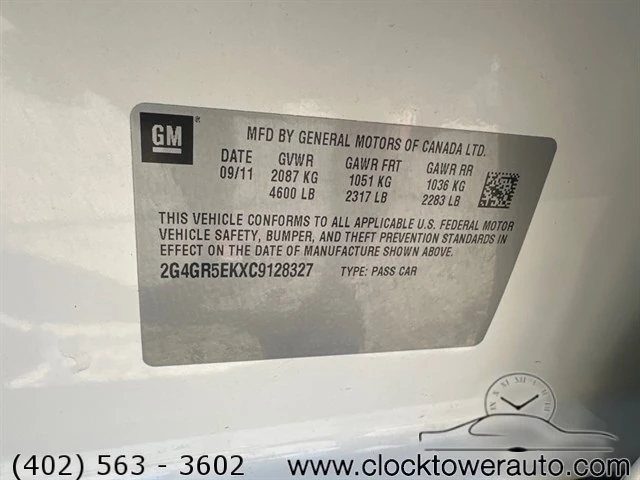 GM
MFD BY GENERAL MOTORS OF CANADA LTD.
DATE GVWR GAWR FRT GAWR RR
09/11 2087 KG 1051 KG 1036 KG
4600 LB 2317 LB 2283 LB
THIS VEHICLE CONFORMS TO ALL APPLICABLE U.S. FEDERAL MOTOR
VEHICLE SAFETY, BUMPER, AND THEFT PREVENTION STANDARDS IN
EFFECT ON THE DATE OF MANUFACTURE SHOWN ABOVE.
2G4GR5EKXC9128327 TYPE: PASS CAR
(402) 563 - 3602 www.clocktowerauto.com